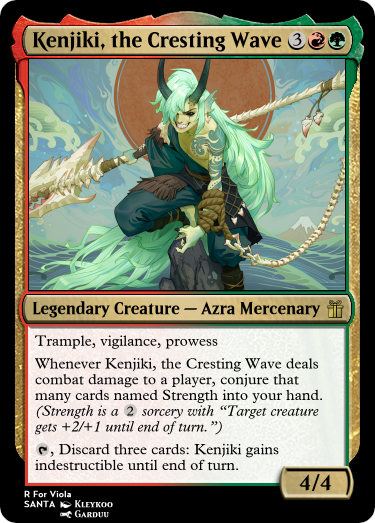 Kenjiki, the Cresting Wave 3
Legendary Creature — Azra Mercenary
Trample, vigilance, prowess
Whenever Kenjiki, the Cresting Wave deals
combat damage to a player, conjure that
many cards named Strength into your hand.
(Strength is a 2 sorcery with “Target creature
gets +2/+1 until end of turn.”)
, Discard three cards: Kenjiki gains
indestructible until end of turn.
4/4
R For Viola
SANTA Kleykoo
Garduu